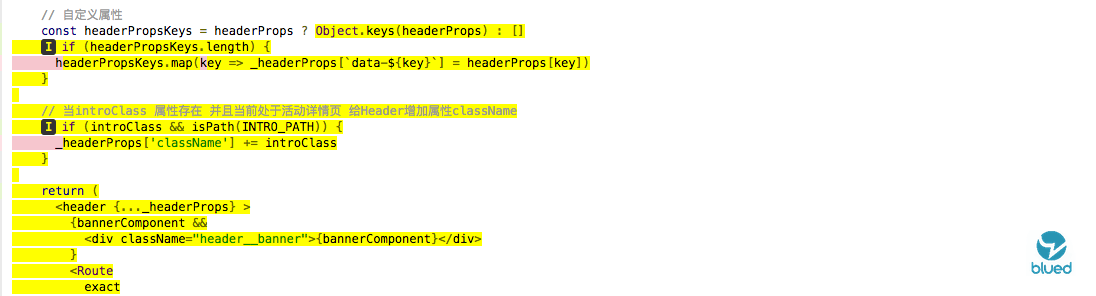 // 自定义属性
const headerPropsKeys = headerProps ? Object.keys(headerProps) : []
I if (headerPropsKeys.length) {
headerPropsKeys.map(key => _headerProps[`data-${key}`] = headerProps[key])
}
// 当introClass 属性存在 并且当前处于活动详情页 给Header增加属性className
I if (introClass && isPath(INTRO_PATH)) {
_headerProps['className'] += introClass
}
return (
<header {..._headerProps} >
{bannerComponent &&
<div className="header__banner">{bannerComponent}</div>
}
<Route
exact
blued